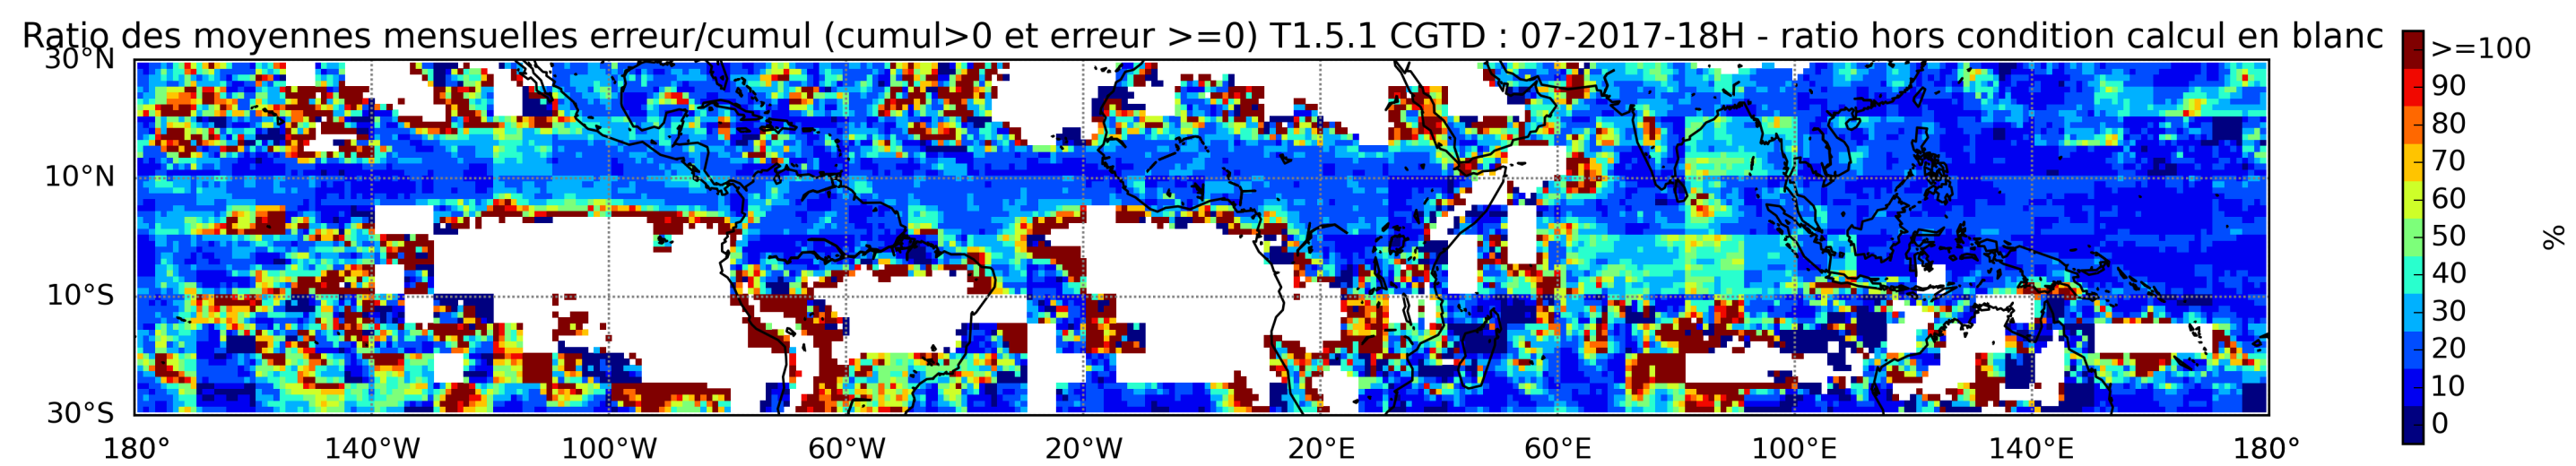 Ratio des moyennes mensuelles erreur/cumul (cumul>0 et erreur >=0) T1.5.1 CGTD : 07-2017-18H - ratio hors condition calcul en blanc
30°N
10°N
10°S
30°S
180° 140°W 100°W 60°W 20°W 20°E 60°E 100°E 140°E 180°
>=100
90
80
70
60
50
40
30
20
10
0
%